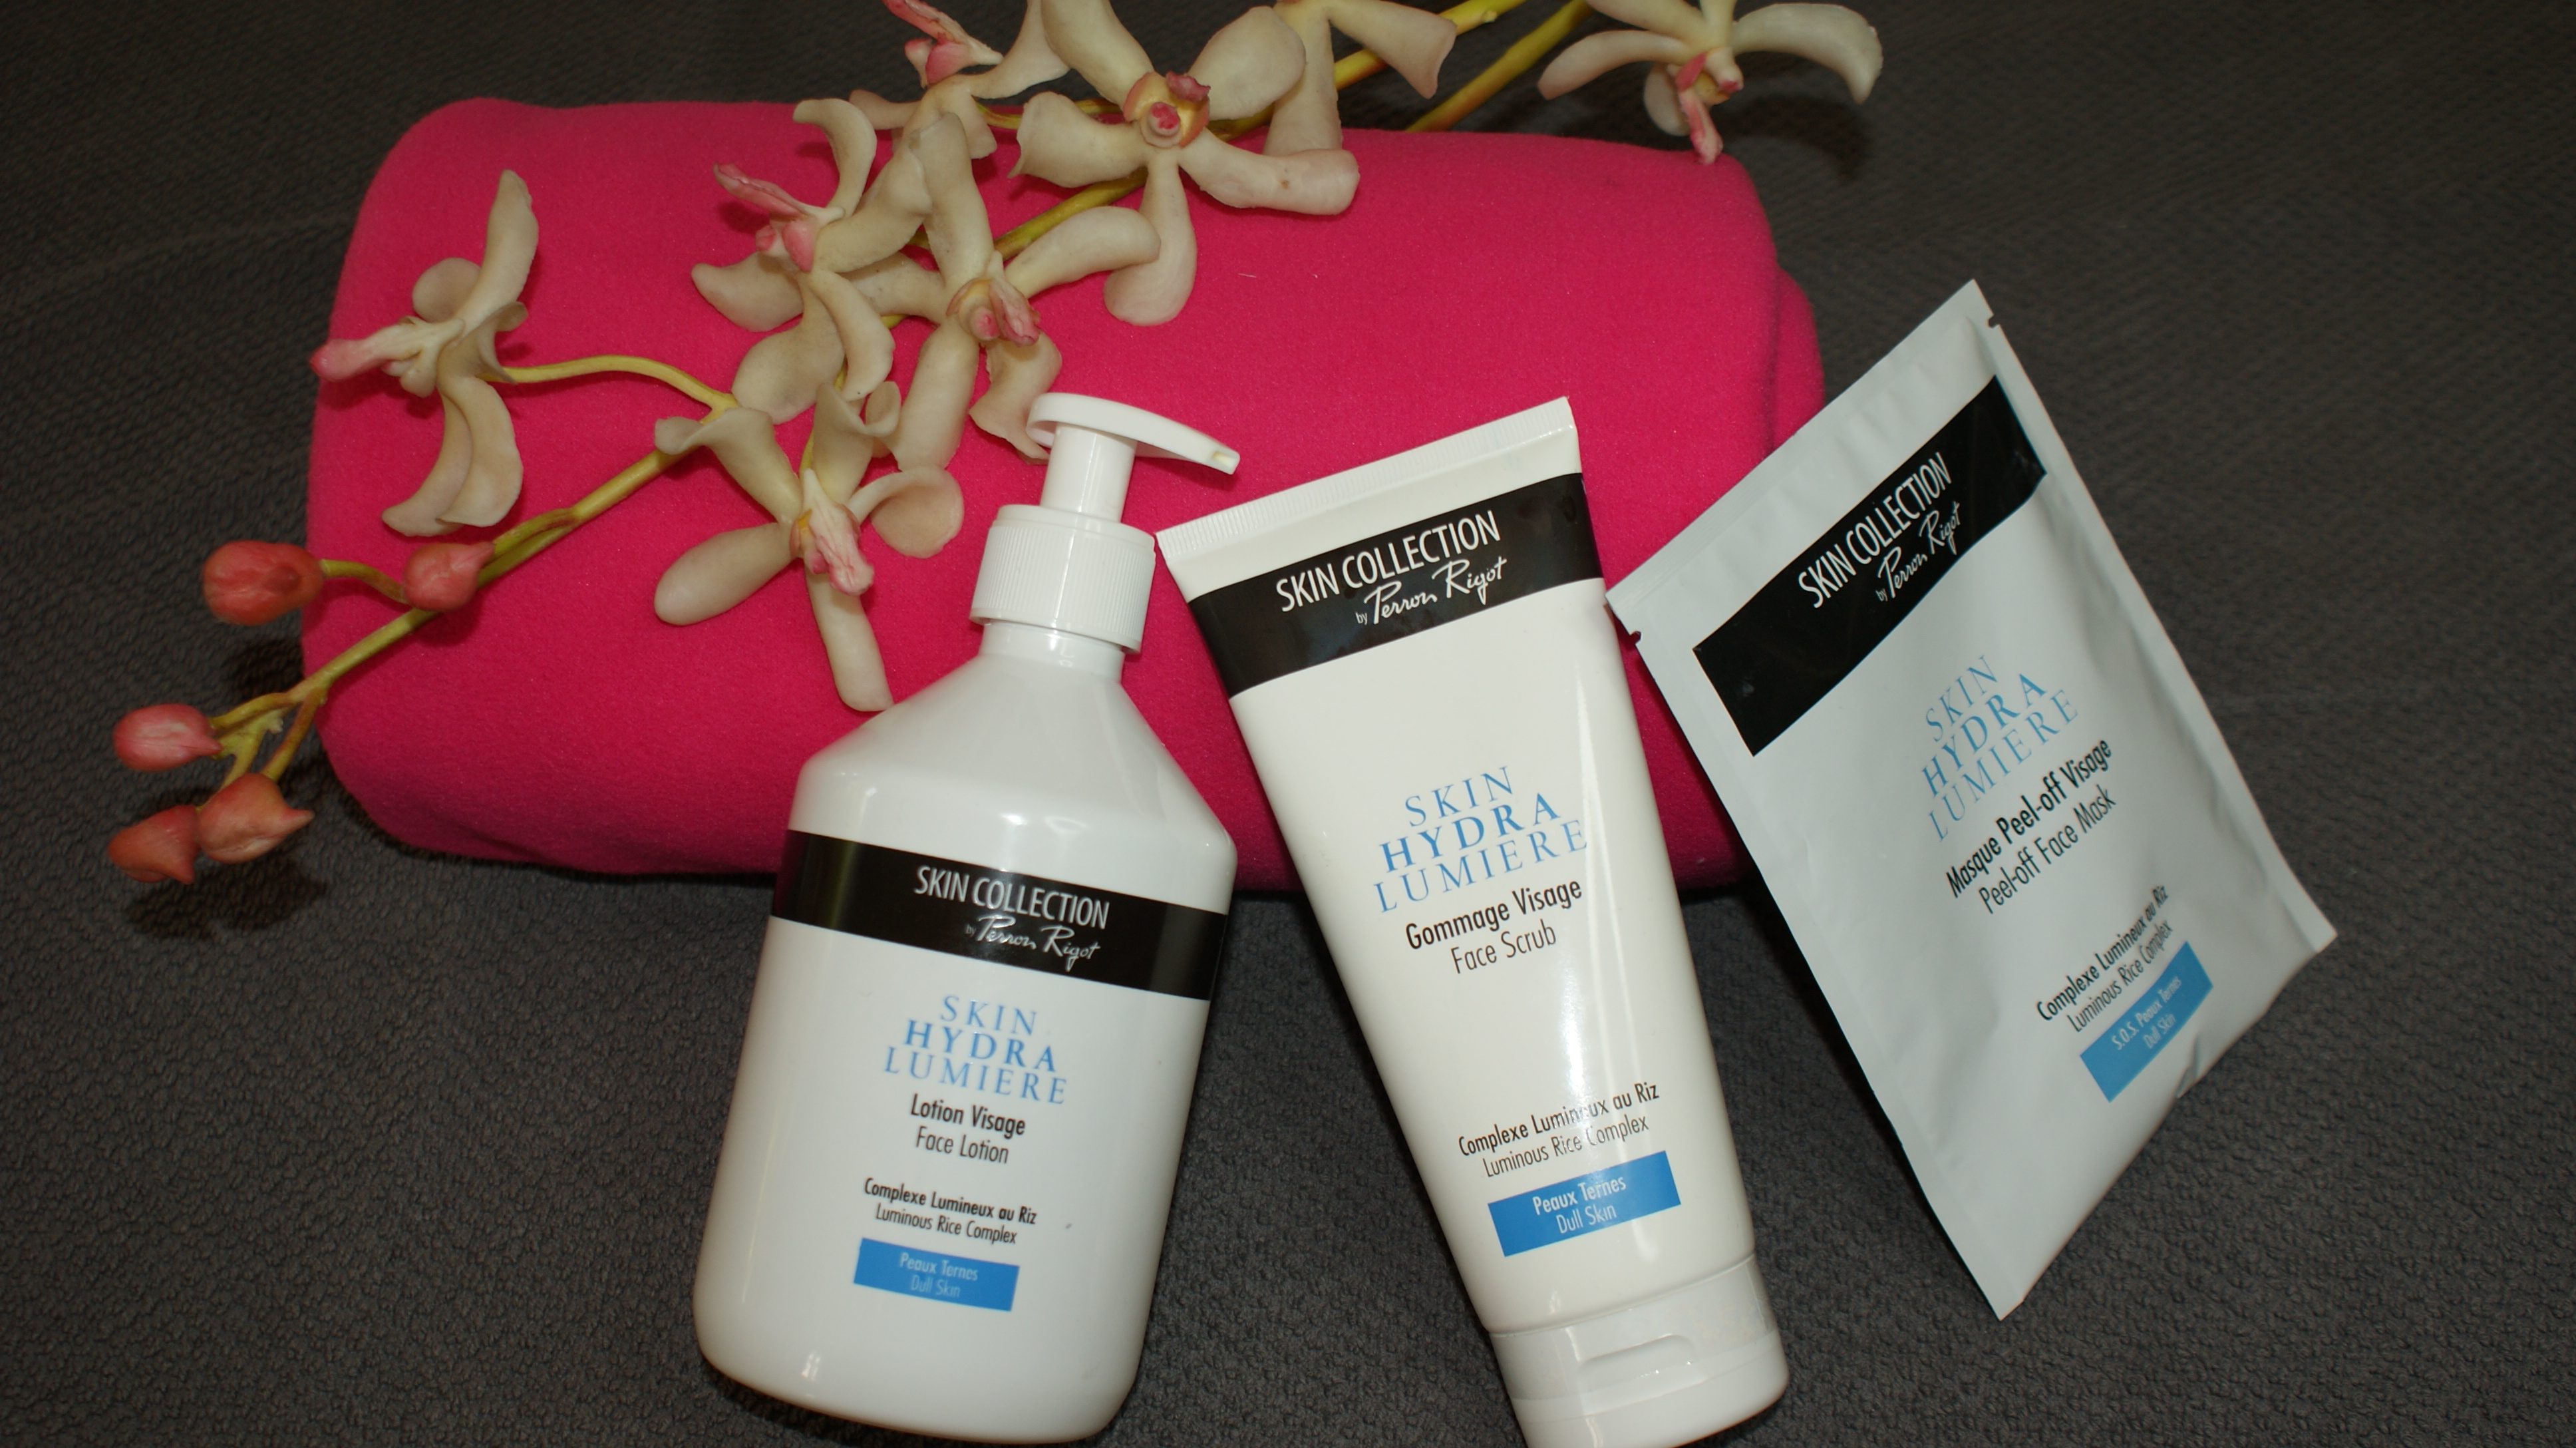 SKIN COLLECTION
by Perron Rigot
SKIN
HYDRA
LUMIERE
Lotion Visage
Face Lotion
Complexe Lumineux au Riz
Luminous Rice Complex
Peaux Ternes
Dull Skin
SKIN COLLECTION
by Perron Rigot
SKIN
HYDRA
LUMIERE
Gommage Visage
Face Scrub
Complexe Lumineux au Riz
Luminous Rice Complex
Peaux Ternes
Dull Skin
SKIN COLLECTION
by Perron Rigot
SKIN
HYDRA
LUMIERE
Masque Peel-off Visage
Peel-off Face Mask
Complexe Lumineux au Riz
Luminous Rice Complex
S.O.S. Peaux Ternes
Dull Skin